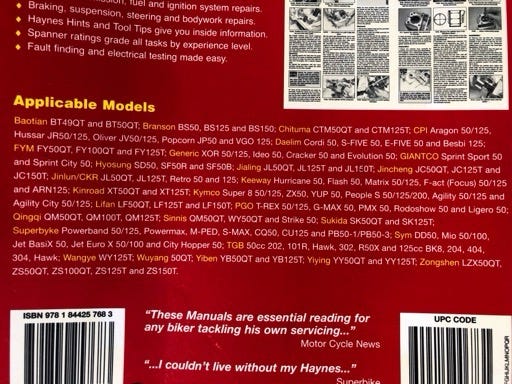 fuel and ignition system repairs.
Braking, suspension, steering and bodywork repairs.
Haynes Hints and Tool Tips give you inside information.
Spanner ratings grade all tasks by experience level.
Fault finding and electrical testing made easy.
Applicable Models
Baotian BT49QT and BT50QT; Branson BS50, BS125 and BS150; Chituma CTM50QT and CTM125T; CPI Aragon 50/125,
Hussar JR50/125, Oliver JV50/125, Popcorn JP50 and VGO 125; Daelim Cordi 50, S-FIVE 50, E-FIVE and Besbi 125;
FYM FY50QT, FY100QT and FY125T; Generic XOR 50/125, Ideo 50, Cracker 50 and Evolution 50; GIANTCO Sprint Sport 50
and Sprint City 50; Hyosung SD50, SF50R and SF50B; Jialing JL50QT, JL125T and JL150T; Jincheng JC50QT, JC125T and
JC150T; Jinlun/CKR JL50QT, JL125T, Retro 50 and 125; Keeway Hurricane 50, Flash 50, Matrix 50/125, F-act (Focus) 50/125
and ARN125; Kinroad XT50QT and XT125T; Kymco Super 8 50/125, ZX50, YUP 50, People S 50/125/200, Agility 50/125 and
Agility City 50/125; Lifan LF50QT, LF125T and LF150T; PGO T-REX 50/125, G-MAX 50, PMX 50, Rodoshow 50 and Ligero 50;
Qingqi QM50QT, QM100T, QM125T; Sinnis QM50QT, WY50QT and Strike 50; Sukida SK50QT and SK125T;
Superbyke Powerband 50/125, Powermax, M-PED, S-MAX, CQ50, CU125 and PB50-1/PB50-3; Sym DD50, Mio 50/100,
Jet BasiX 50, Jet Euro X 50/100 and City Hopper 50; TGB 50cc 202, 101R, Hawk, 302, R50X and 125cc BK8, 204, 404,
304, Hawk; Wangye WY125T; Wuyang 50QT; Yiben YB50QT and YB125T; Yiying YY50QT and YY125T; Zongshen LZX50QT,
ZS50QT, ZS100QT, ZS125T and ZS150T.
ISBN 978 1 84425 768 3
"These Manuals are essential reading for
any biker tackling his own servicing..."
Motor Cycle News
"...I couldn't live without my Haynes..."
Superbike
UPC CODE